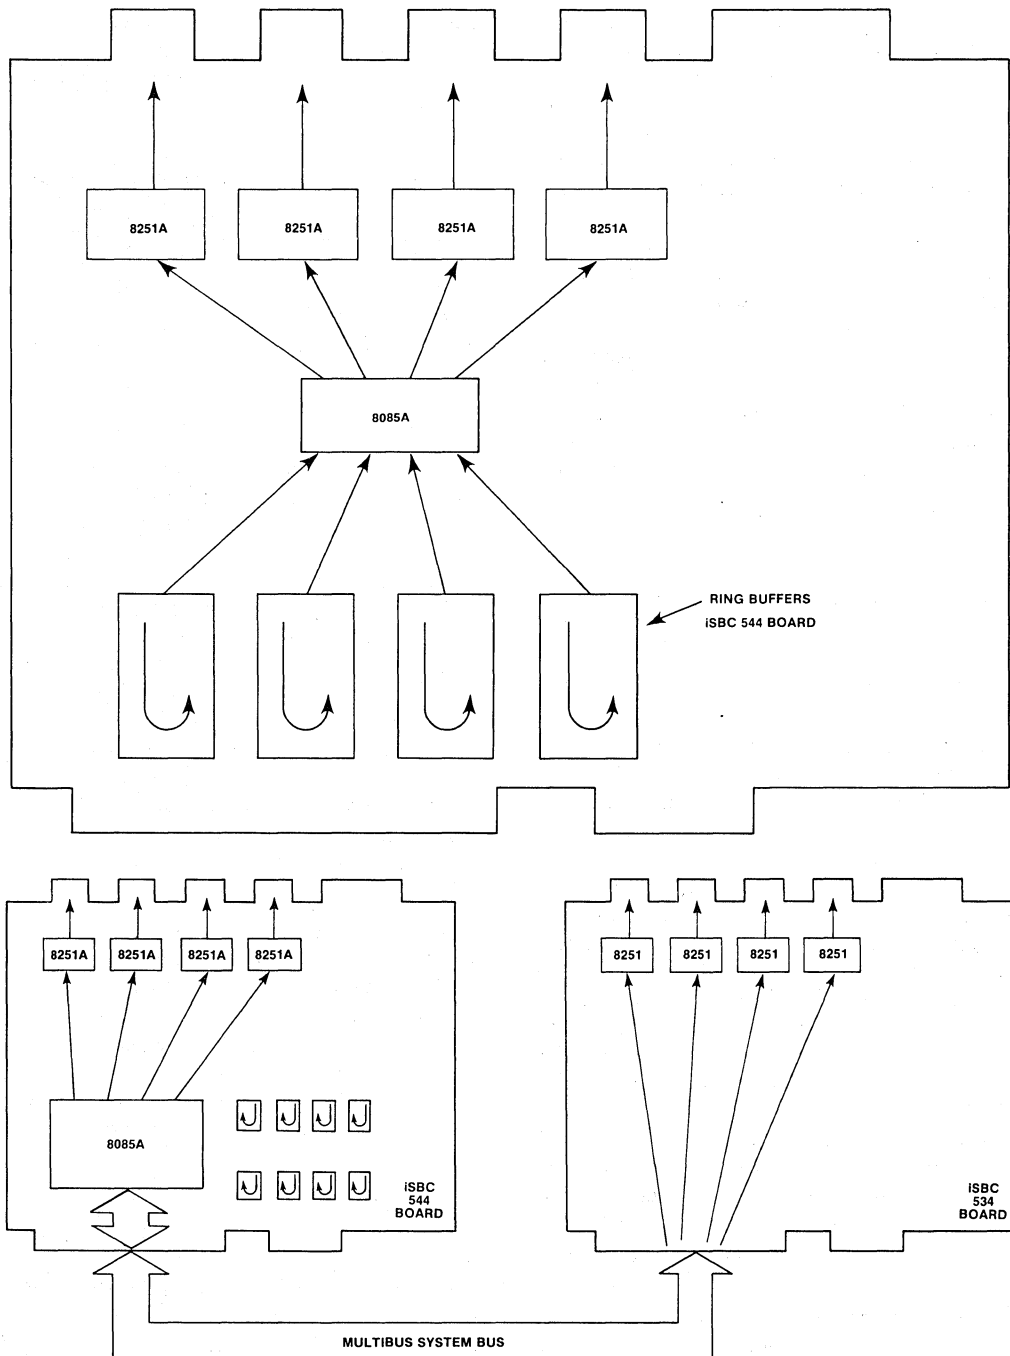 8251A
8251A
8251A
8251A
8085A
RING BUFFERS
iSBC 544 BOARD
8251A
8251A
8251A
8251A
8085A
iSBC
544
BOARD
8251
8251
8251
8251
iSBC
534
BOARD
MULTIBUS SYSTEM BUS